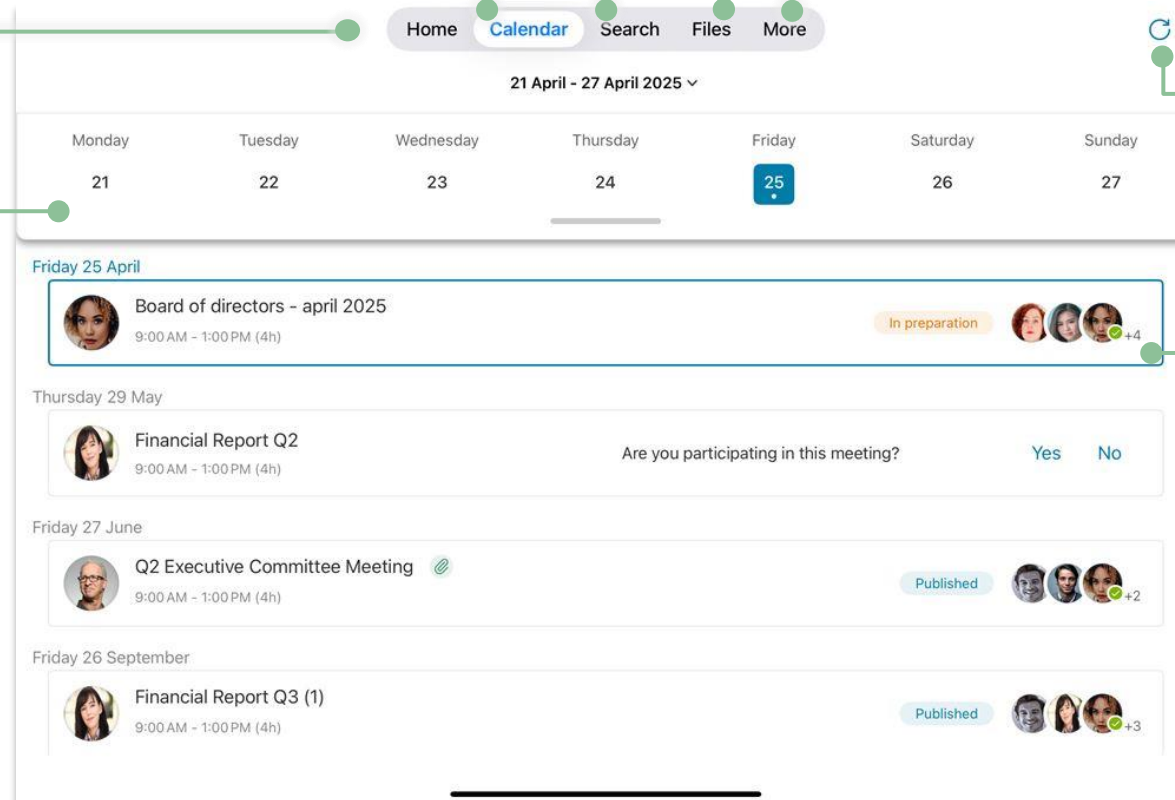 Home Calendar Search Files More
21 April - 27 April 2025
Monday Tuesday Wednesday Thursday Friday Saturday Sunday
21 22 23 24 25 26 27
Friday 25 April
Board of directors - april 2025
9:00 AM - 1:00 PM (4h)
In preparation
+4
Thursday 29 May
Financial Report Q2
9:00 AM - 1:00 PM (4h)
Are you participating in this meeting? Yes No
Friday 27 June
Q2 Executive Committee Meeting
9:00 AM - 1:00 PM (4h)
Published
+2
Friday 26 September
Financial Report Q3 (1)
9:00 AM - 1:00 PM (4h)
Published
+3